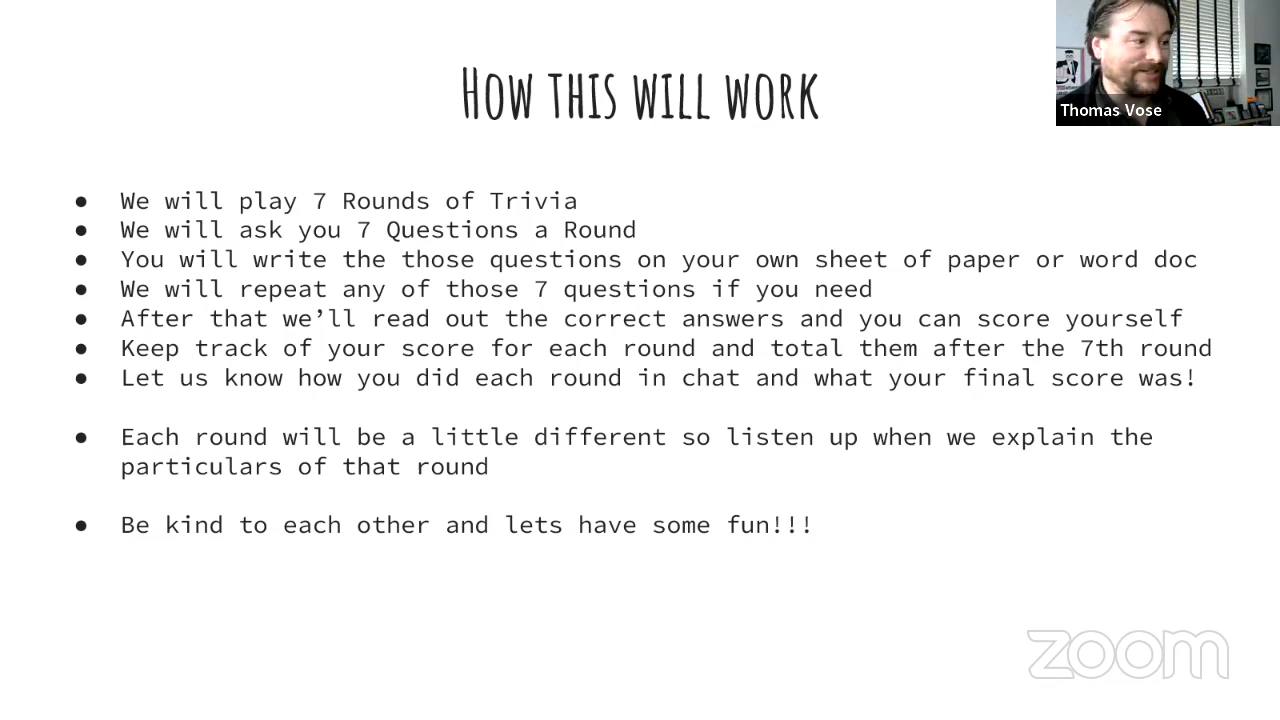 How this will work
Thomas Vose
● We will play 7 Rounds of Trivia
● We will ask you 7 Questions a Round
● You will write the those questions on your own sheet of paper or word doc
● We will repeat any of those 7 questions if you need
● After that we’ll read out the correct answers and you can score yourself
● Keep track of your score for each round and total them after the 7th round
● Let us know how you did each round in chat and what your final score was!
● Each round will be a little different so listen up when we explain the
particulars of that round
● Be kind to each other and lets have some fun!!!
zoom